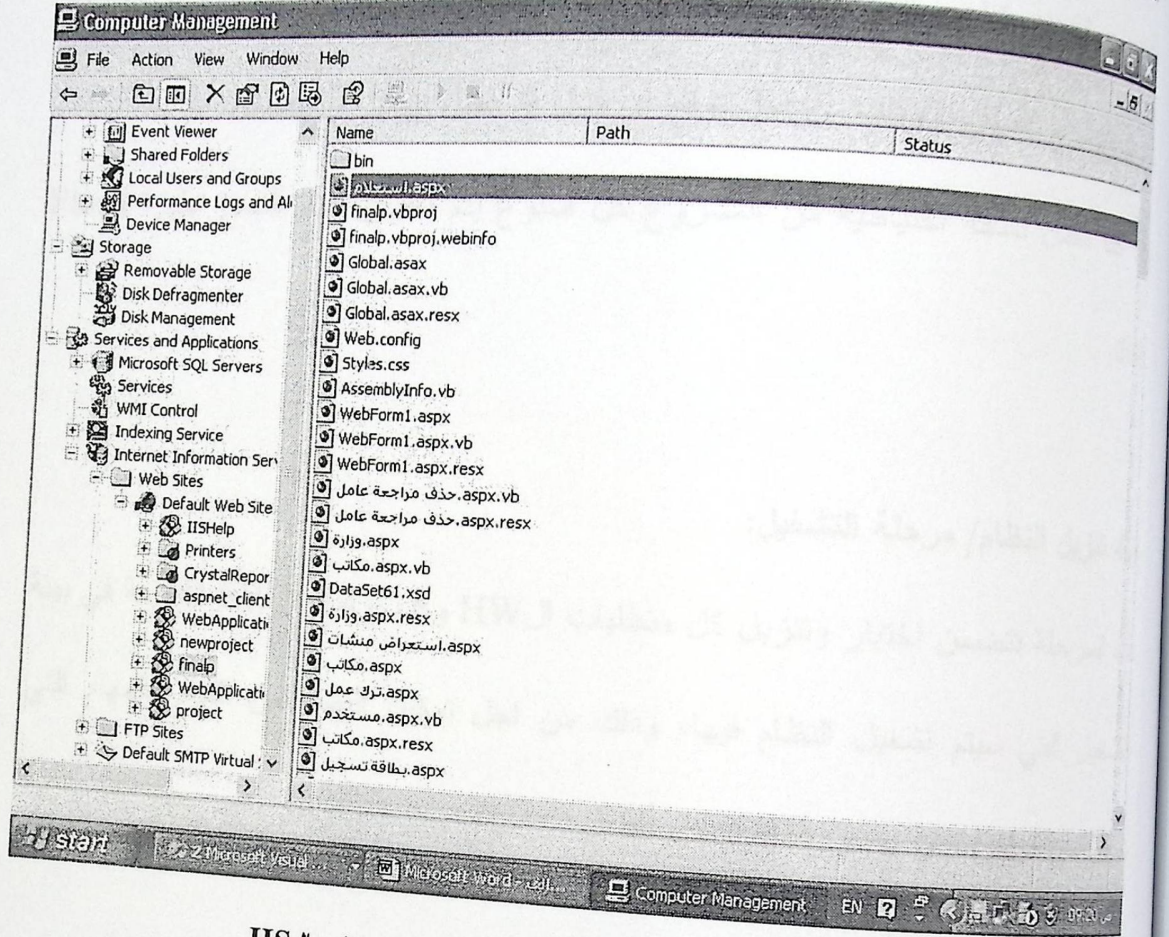 Computer Management
File Action View Window Help
Event Viewer
Shared Folders
Local Users and Groups
Performance Logs and Al
Device Manager
Storage
Removable Storage
Disk Defragmenter
Disk Management
Services and Applications
Microsoft SQL Servers
Services
WMI Control
Indexing Service
Internet Information Ser
Web Sites
Default Web Site
IISHelp
Printers
CrystalRepor
aspnet_client
WebApplicati
newproject
finalp
WebApplicati
project
FTP Sites
Default SMTP Virtual
Name Path Status
bin
استعلام.aspx
finalp.vbproj
finalp.vbproj.webinfo
Global.asax
Global.asax.vb
Global.asax.resx
Web.config
Styles.css
AssemblyInfo.vb
WebForm1.aspx
WebForm1.aspx.vb
WebForm1.aspx.resx
حذف مراجعة عامل.aspx.vb
حذف مراجعة عامل.aspx.resx
وزارة.aspx
مكاتب.aspx.vb
DataSet61.xsd
وزارة.aspx.resx
استعراض منشات.aspx
مكاتب.aspx
ترك عمل.aspx
مستخدم.aspx.vb
مكاتب.aspx.resx
بطاقة تسجيل.aspx
start 2 Microsoft Visual ... Microsoft Word - ... Computer Management EN 09:20 ص